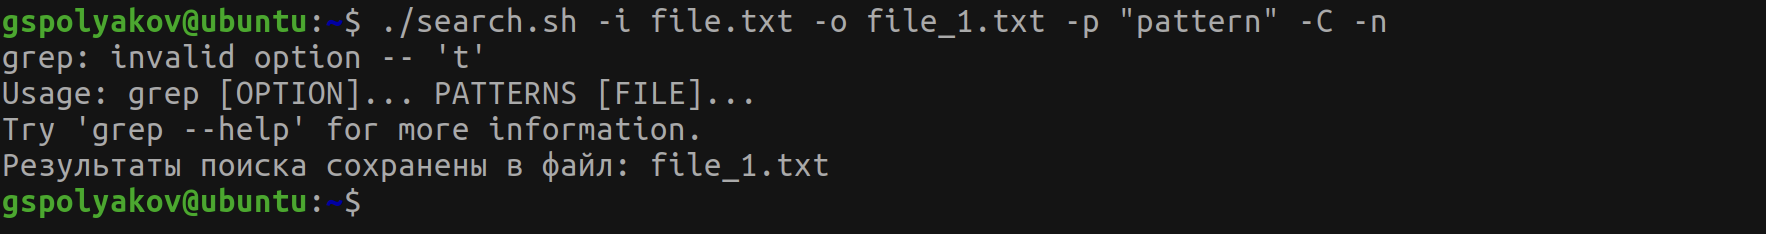 gspolyakov@ubuntu:~$ ./search.sh -i file.txt -o file_1.txt -p "pattern" -C -n
grep: invalid option -- 't'
Usage: grep [OPTION]... PATTERNS [FILE]...
Try 'grep --help' for more information.
Результаты поиска сохранены в файл: file_1.txt
gspolyakov@ubuntu:~$